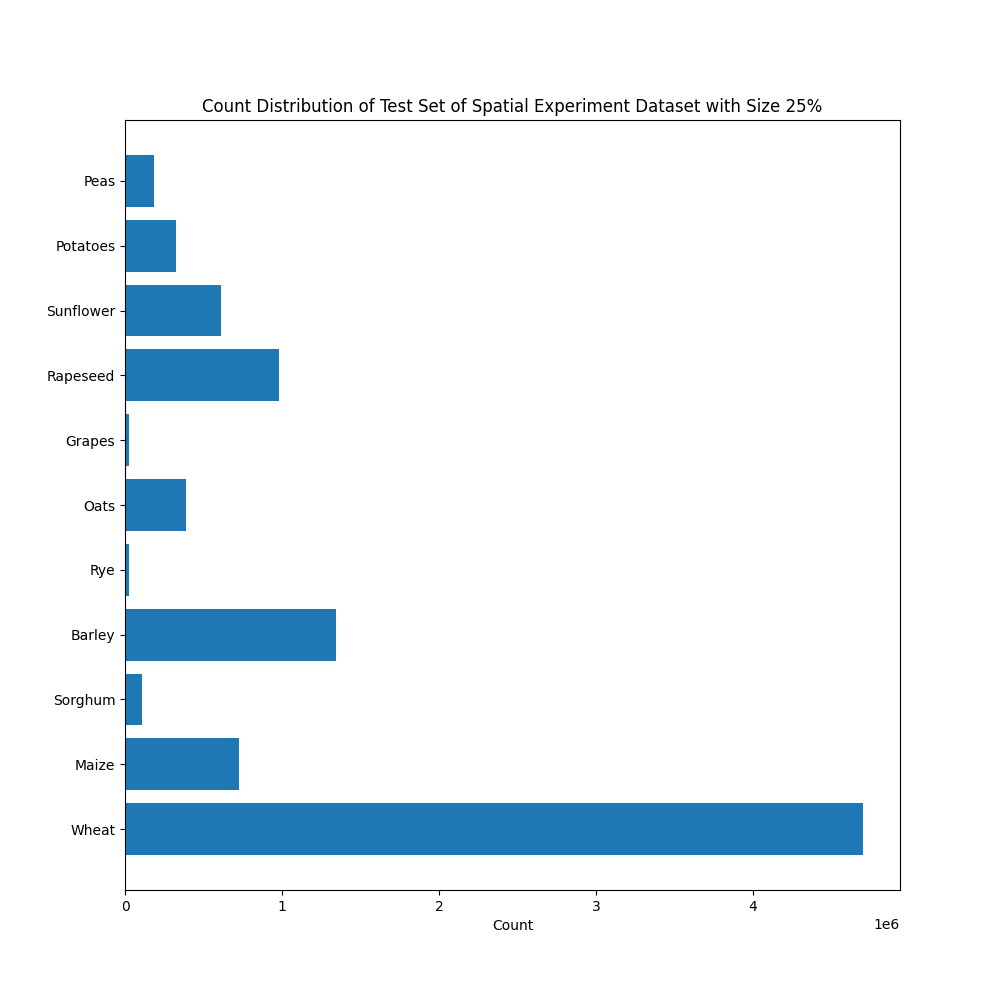 Count Distribution of Test Set of Spatial Experiment Dataset with Size 25%
Peas
Potatoes
Sunflower
Rapeseed
Grapes
Oats
Rye
Barley
Sorghum
Maize
Wheat
0 1 2 3 4
Count
1e6